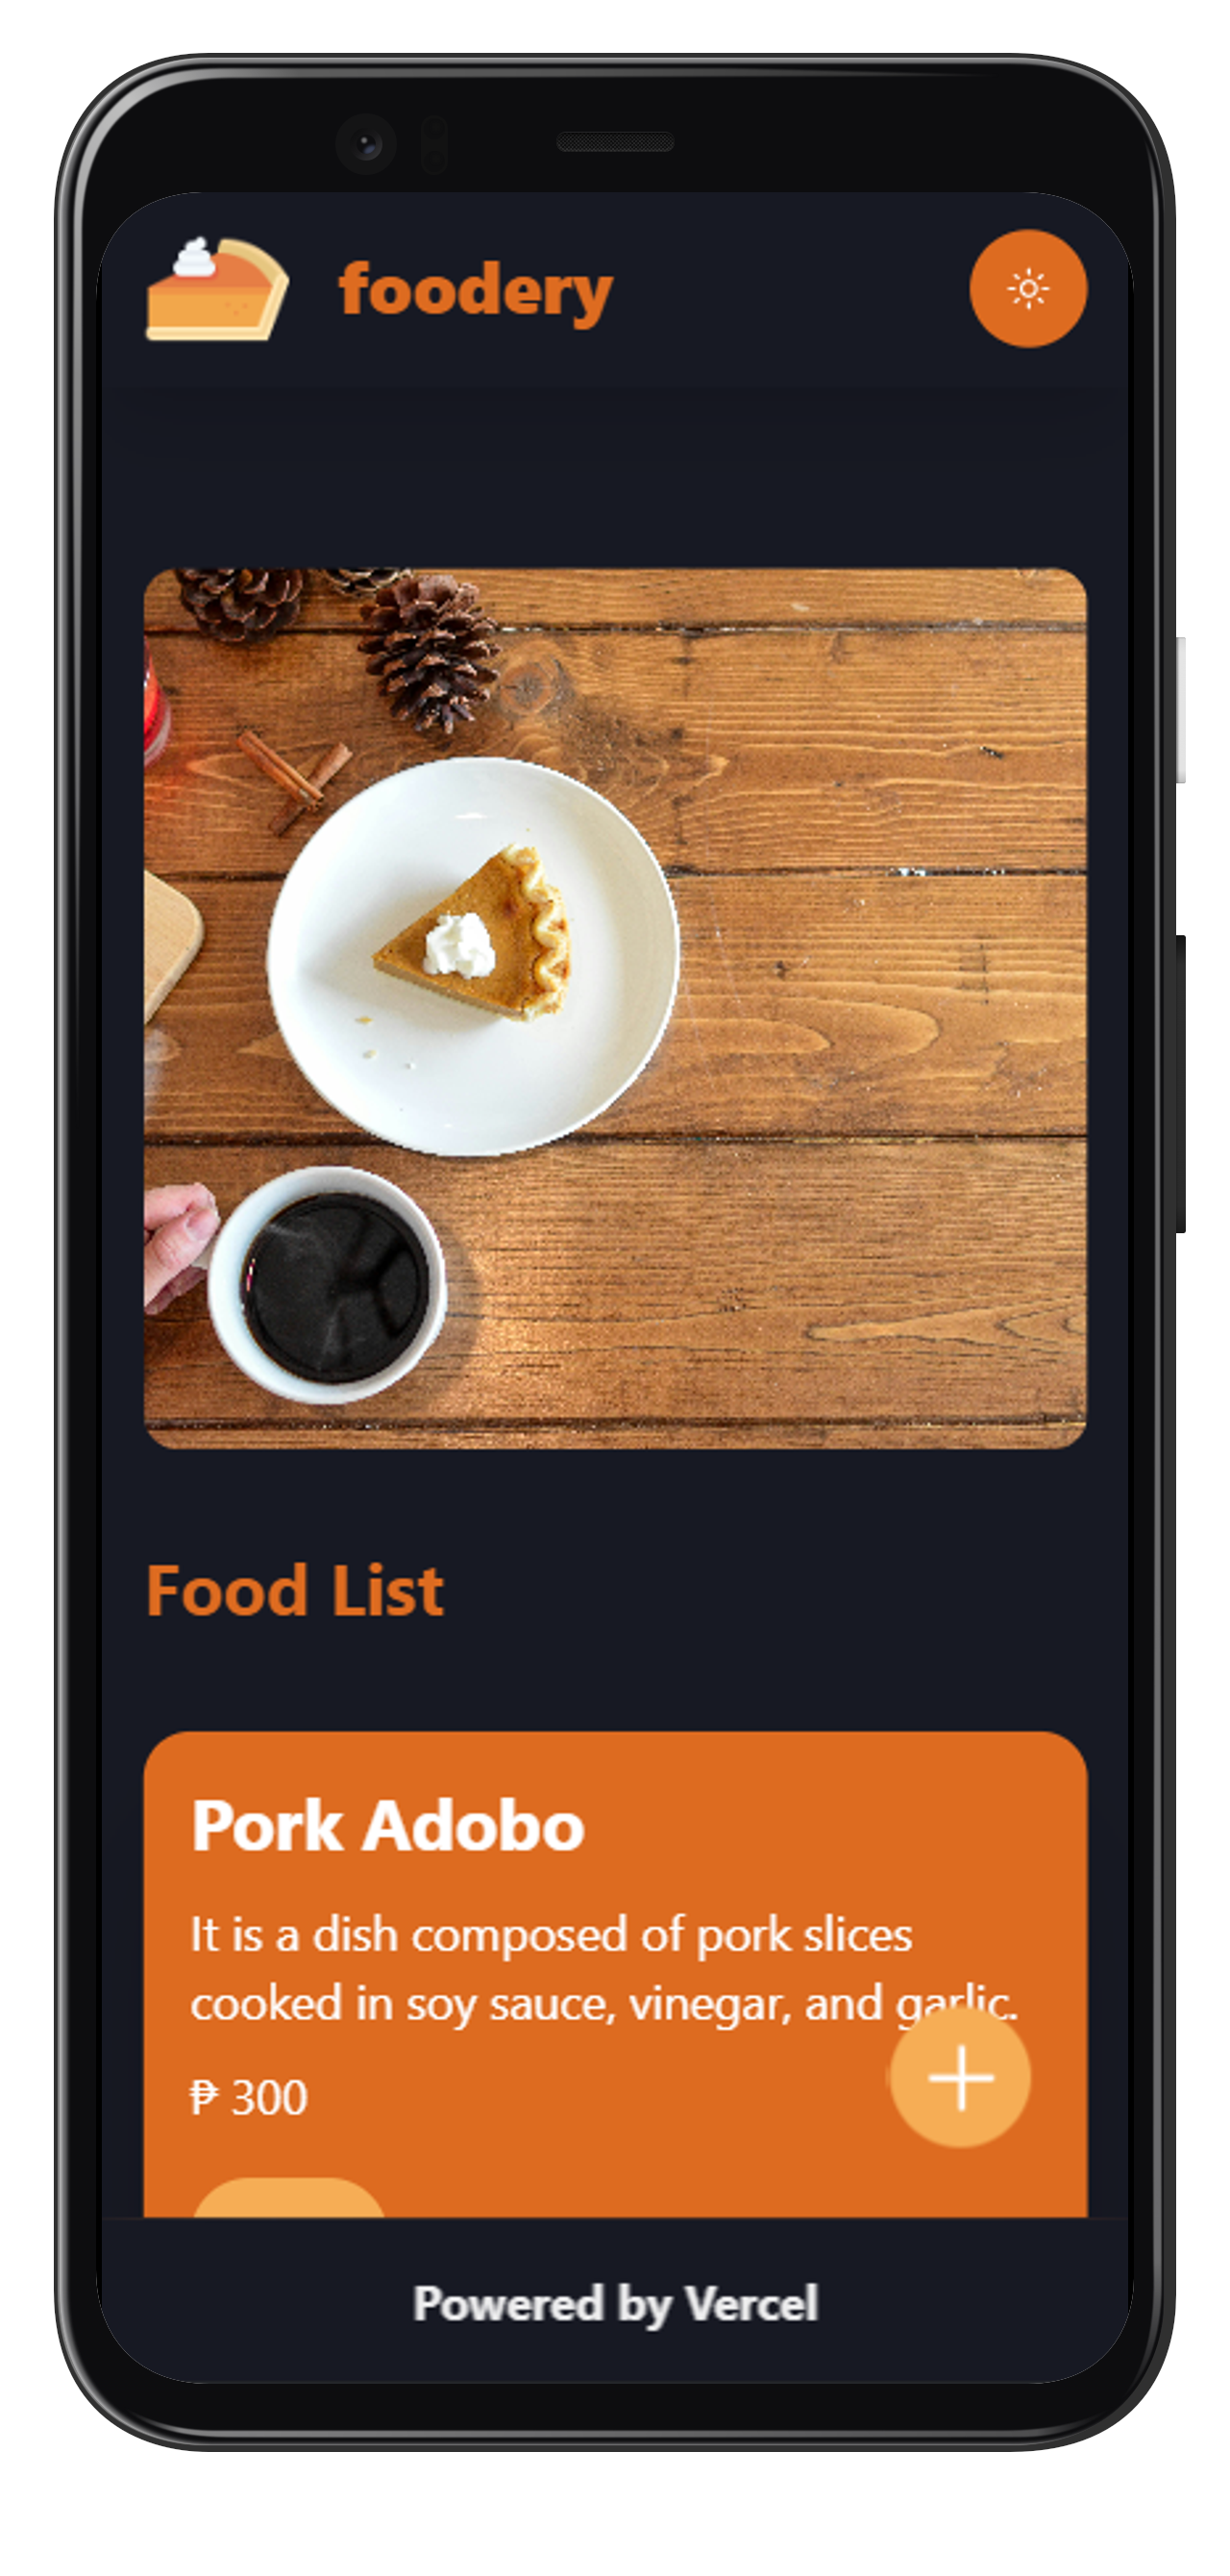 foodery
Food List
Pork Adobo
It is a dish composed of pork slices
cooked in soy sauce, vinegar, and garlic.
₱ 300
Powered by Vercel